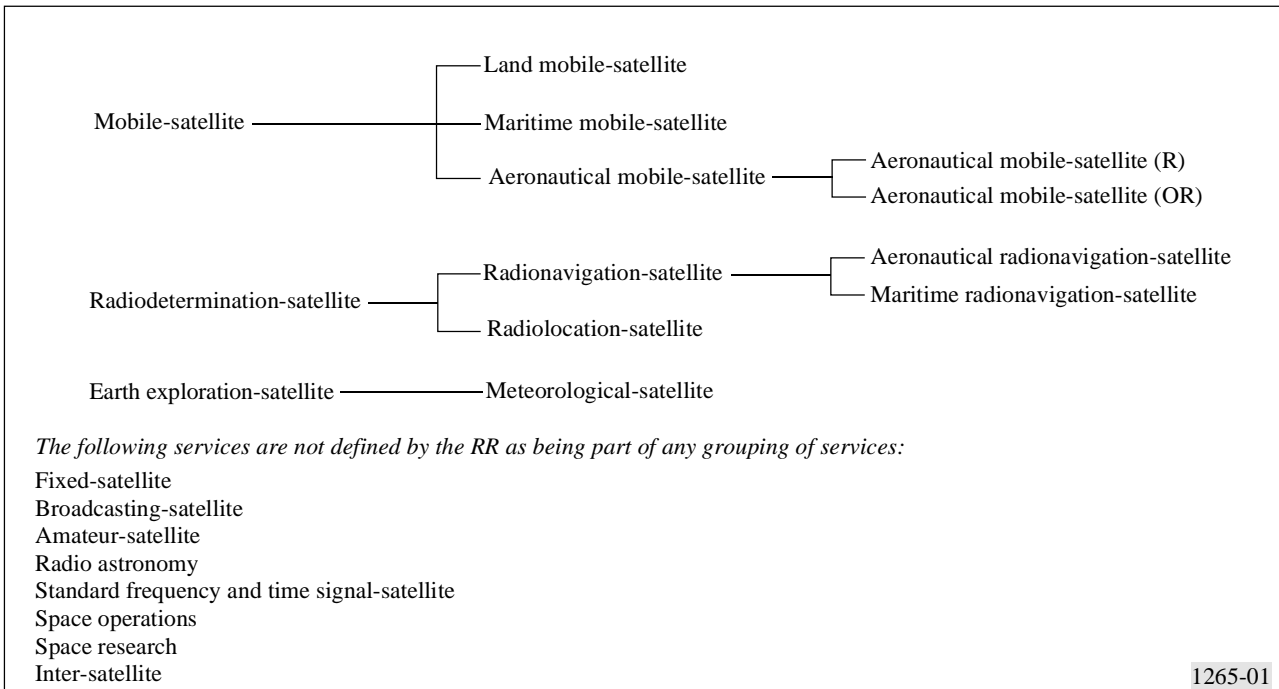 Land mobile-satellite
Mobile-satellite
Maritime mobile-satellite
Aeronautical mobile-satellite
Aeronautical mobile-satellite (R)
Aeronautical mobile-satellite (OR)
Radiodetermination-satellite
Radionavigation-satellite
Aeronautical radionavigation-satellite
Maritime radionavigation-satellite
Radiolocation-satellite
Earth exploration-satellite
Meteorological-satellite
The following services are not defined by the RR as being part of any grouping of services:
Fixed-satellite
Broadcasting-satellite
Amateur-satellite
Radio astronomy
Standard frequency and time signal-satellite
Space operations
Space research
Inter-satellite
1265-01